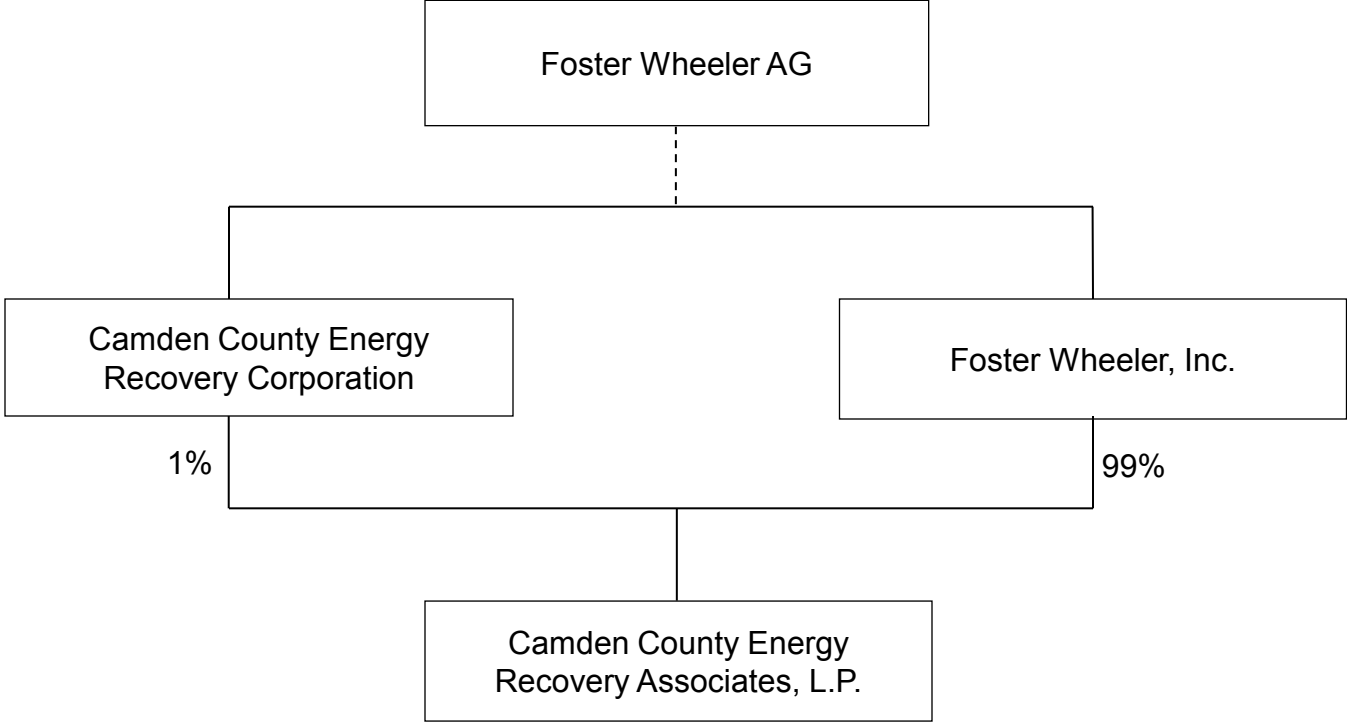 Foster Wheeler AG
Camden County Energy
Recovery Corporation
Foster Wheeler, Inc.
1%
99%
Camden County Energy
Recovery Associates, L.P.